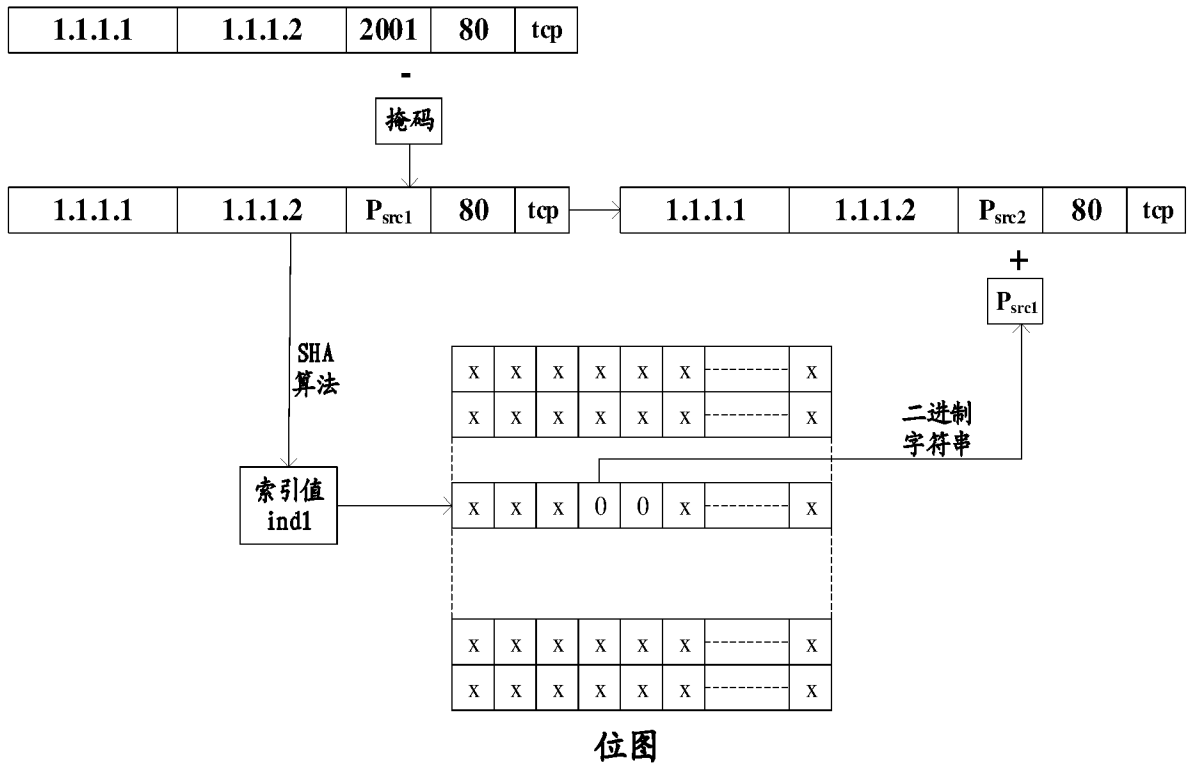 1.1.1.1 1.1.1.2 2001 80 tcp
-
掩码
1.1.1.1 1.1.1.2 Psrc1 80 tcp
1.1.1.1 1.1.1.2 Psrc2 80 tcp
+
Psrc1
SHA
算法
x x x x x x x
x x x x x x x
二进制
字符串
索引值
ind1
x x x 0 0 x x
x x x x x x x
x x x x x x x
位图